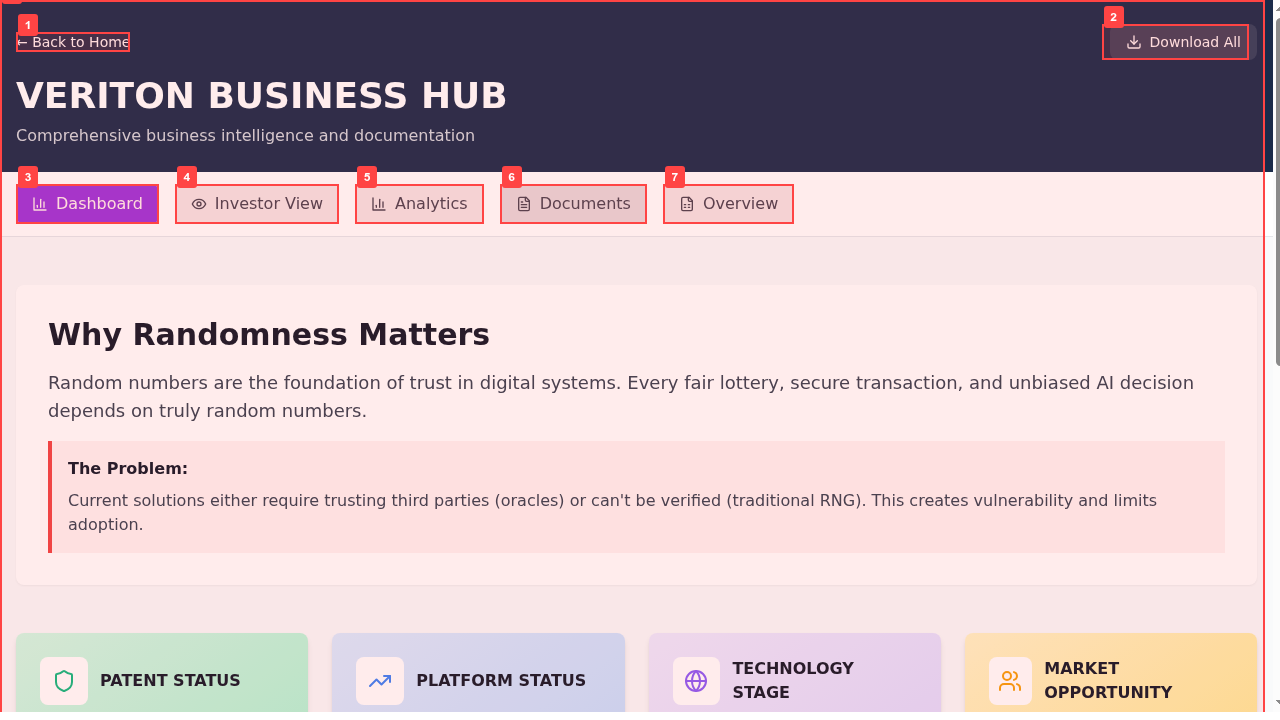 1
← Back to Home
2
Download All
VERITON BUSINESS HUB
Comprehensive business intelligence and documentation
3
Dashboard
4
Investor View
5
Analytics
6
Documents
7
Overview
Why Randomness Matters
Random numbers are the foundation of trust in digital systems. Every fair lottery, secure transaction, and unbiased AI decision
depends on truly random numbers.
The Problem:
Current solutions either require trusting third parties (oracles) or can't be verified (traditional RNG). This creates vulnerability and limits
adoption.
PATENT STATUS
PLATFORM STATUS
TECHNOLOGY
STAGE
MARKET
OPPORTUNITY